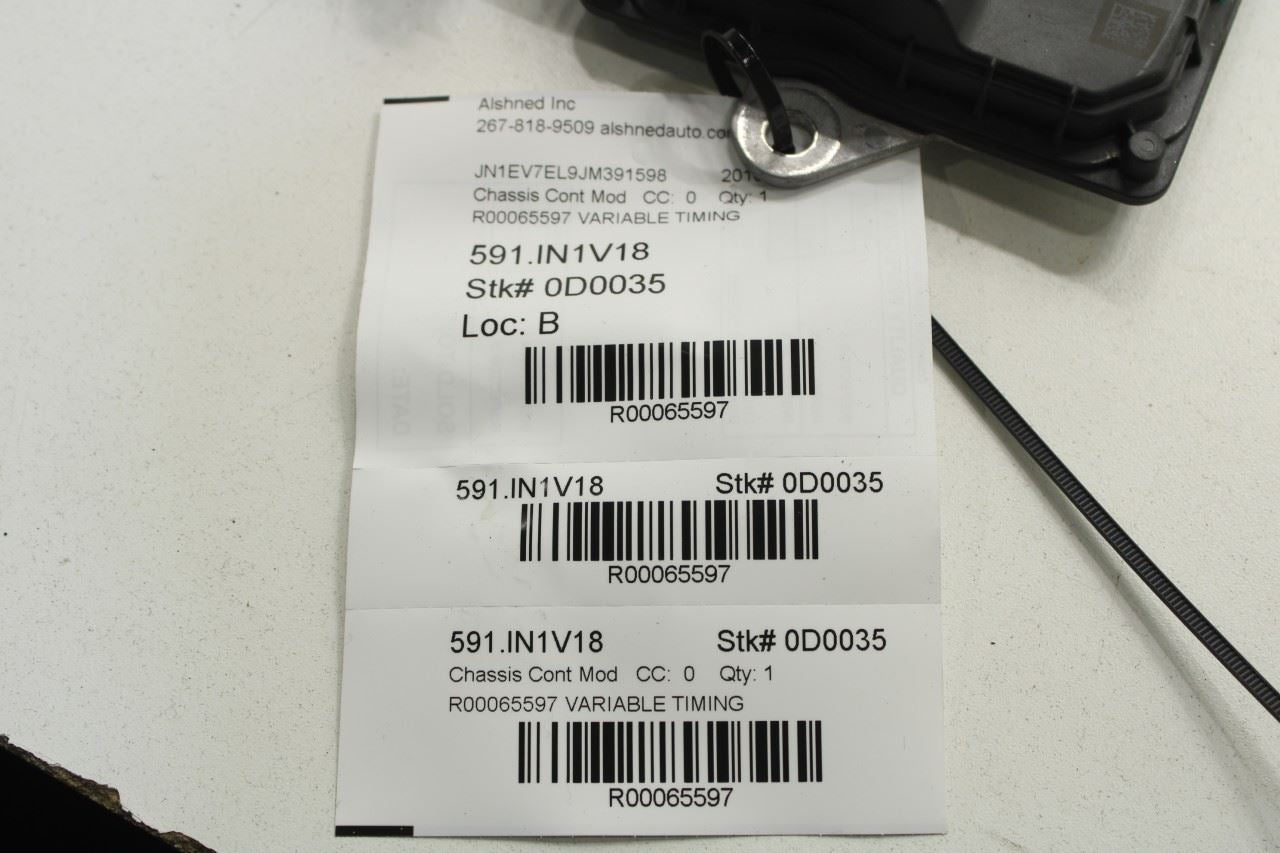 Alshned Inc
267-818-9509 alshnedauto.co
JN1EV7EL9JM391598
Chassis Cont Mod CC: 0 Qty: 1
R00065597 VARIABLE TIMING
591.IN1V18
Stk# 0D0035
Loc: B
R00065597
591.IN1V18 Stk# 0D0035
R00065597
591.IN1V18 Stk# 0D0035
Chassis Cont Mod CC: 0 Qty: 1
R00065597 VARIABLE TIMING
R00065597